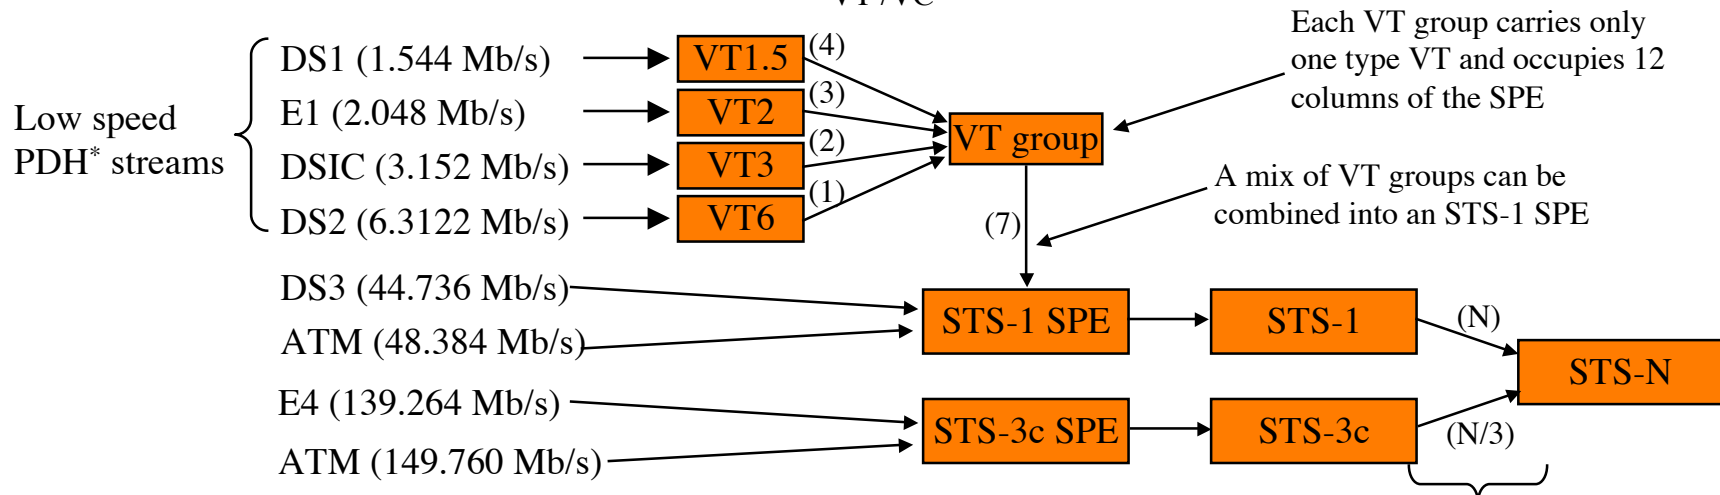 Each VT group carries only
one type VT and occupies 12
columns of the SPE
DS1 (1.544 Mb/s)
VT1.5
(4)
E1 (2.048 Mb/s)
VT2
(3)
Low speed
PDH* streams
VT group
DSIC (3.152 Mb/s)
VT3
(2)
DS2 (6.3122 Mb/s)
VT6
(1)
A mix of VT groups can be
combined into an STS-1 SPE
(7)
DS3 (44.736 Mb/s)
ATM (48.384 Mb/s)
STS-1 SPE
STS-1
(N)
STS-N
E4 (139.264 Mb/s)
ATM (149.760 Mb/s)
STS-3c SPE
STS-3c
(N/3)